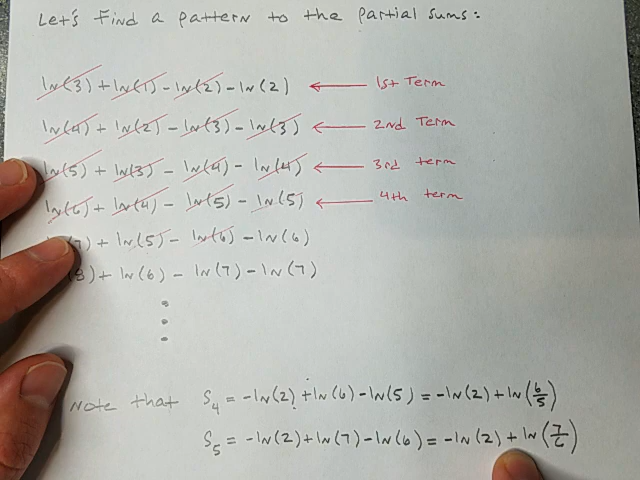 Let's Find a pattern to the partial sums:
ln(3) + ln(1) - ln(2) - ln(2) ← 1st Term
ln(4) + ln(2) - ln(3) - ln(3) ← 2nd Term
ln(5) + ln(3) - ln(4) - ln(4) ← 3rd term
ln(6) + ln(4) - ln(5) - ln(5) ← 4th term
7) + ln(5) - ln(6) - ln(6)
8) + ln(6) - ln(7) - ln(7)
Note that S₄ = -ln(2) + ln(6) - ln(5) = -ln(2) + ln(6/5)
S₅ = -ln(2) + ln(7) - ln(6) = -ln(2) + ln(7/6)